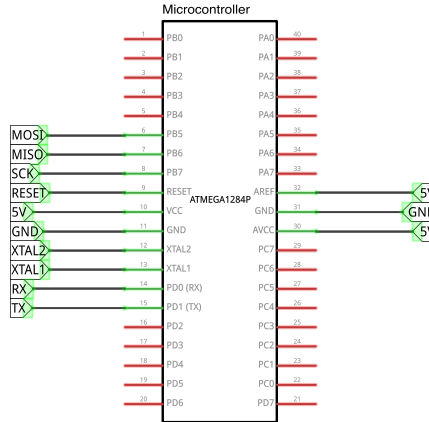 Microcontroller
1 PB0 PA0 40
2 PB1 PA1 39
3 PB2 PA2 38
4 PB3 PA3 37
5 PB4 PA4 36
MOSI 6 PB5 PA5 35
MISO 7 PB6 PA6 34
SCK 8 PB7 PA7 33
RESET 9 RESET AREF 32 5V
ATMEGA1284P
5V 10 VCC GND 31 GND
GND 11 GND AVCC 30 5V
XTAL2 12 XTAL2 PC7 29
XTAL1 13 XTAL1 PC6 28
RX 14 PD0 (RX) PC5 27
TX 15 PD1 (TX) PC4 26
16 PD2 PC3 25
17 PD3 PC2 24
18 PD4 PC1 23
19 PD5 PC0 22
20 PD6 PD7 21